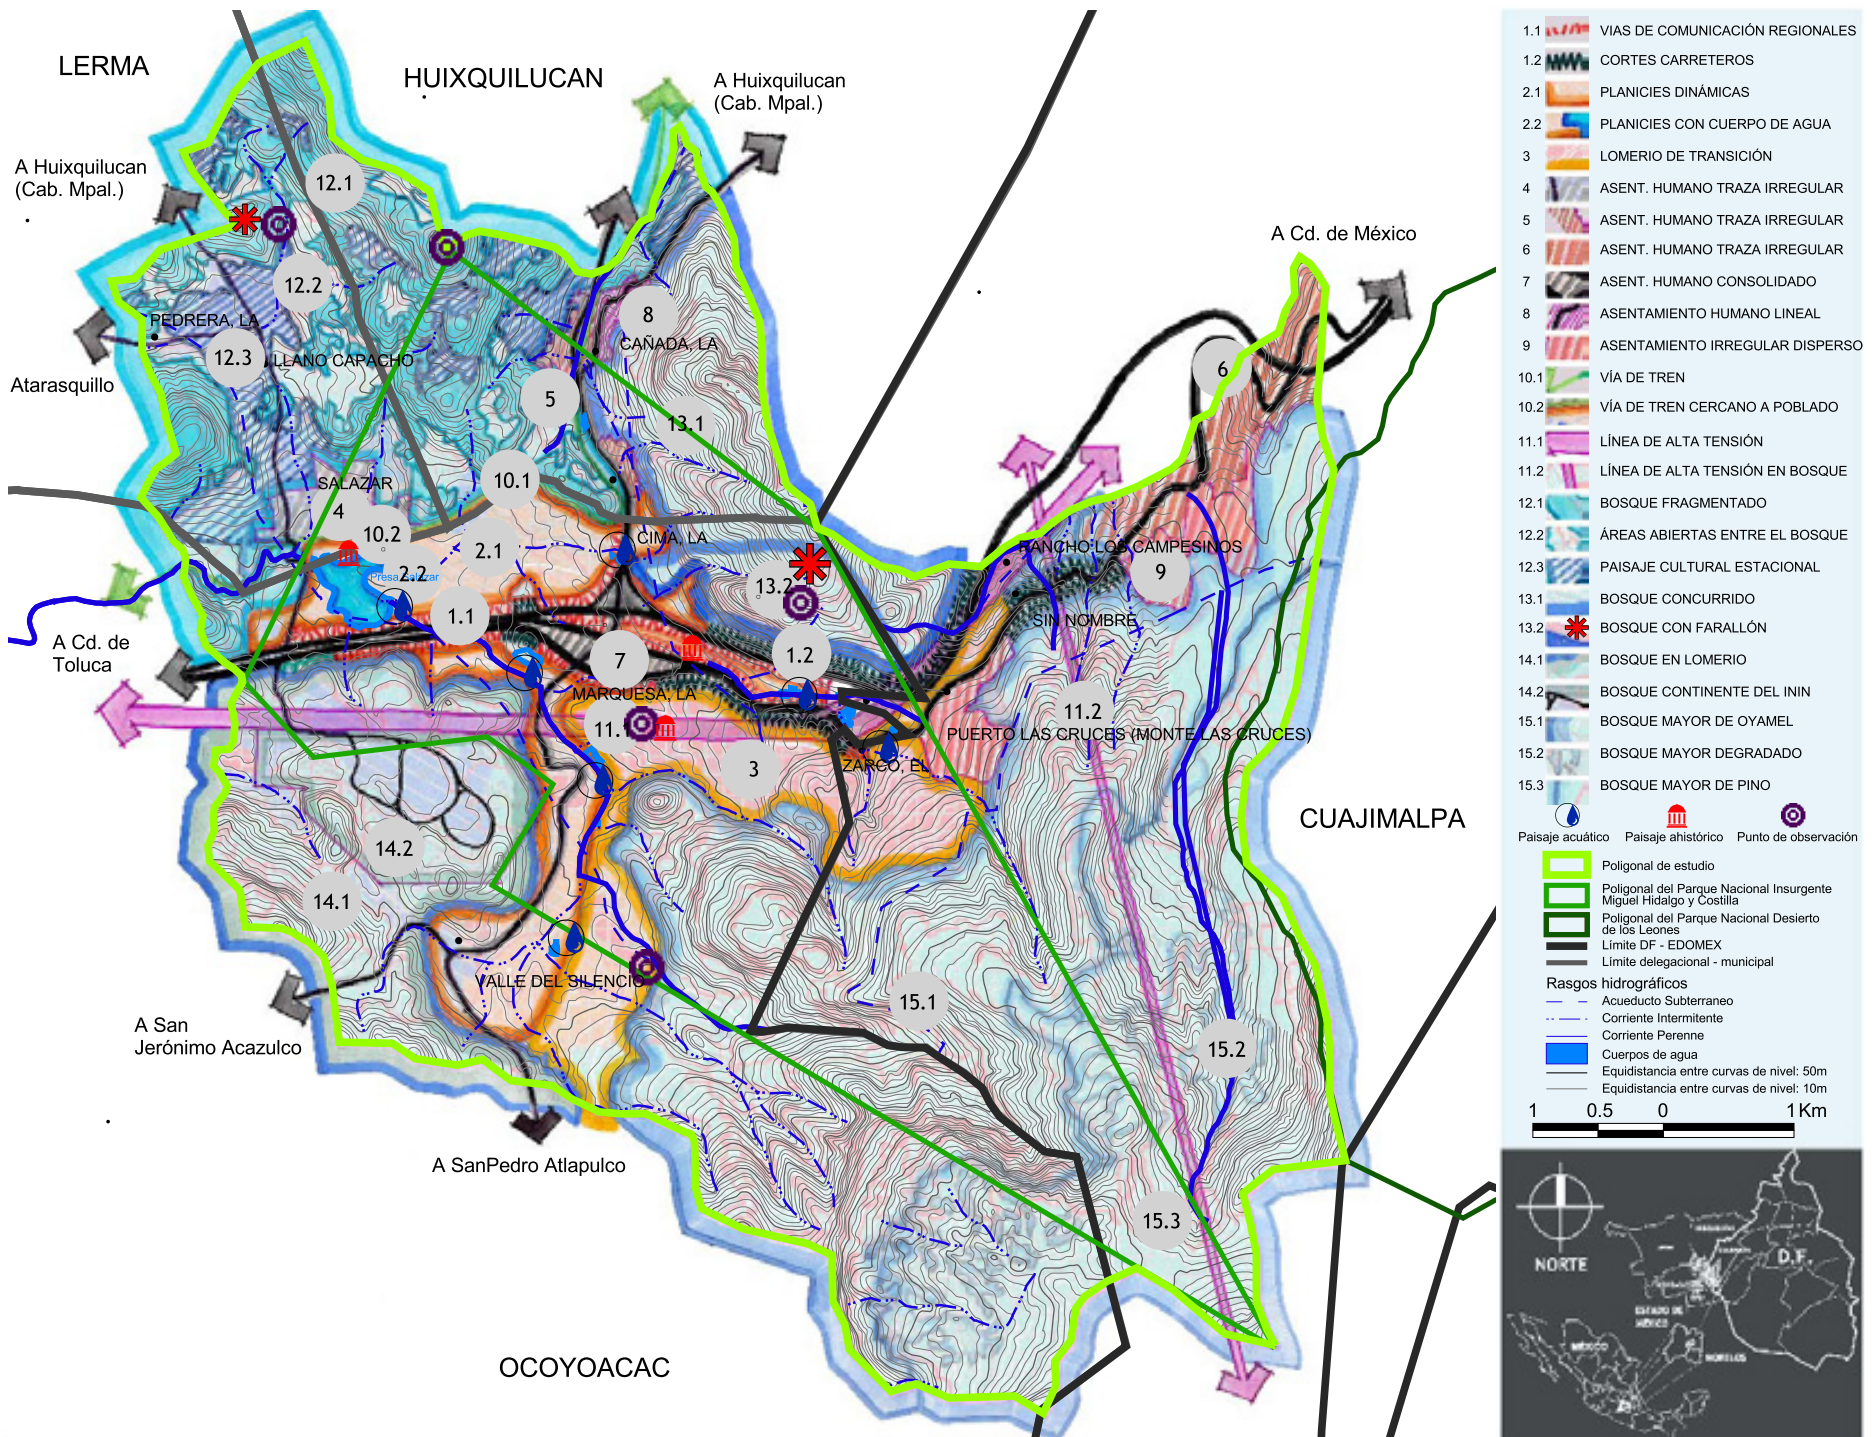 LERMA
HUIXQUILUCAN
A Huixquilucan
(Cab. Mpal.)
A Huixquilucan
(Cab. Mpal.)
A Cd. de México
Atarasquillo
A Cd. de
Toluca
A San
Jerónimo Acazulco
A SanPedro Atlapulco
OCOYOACAC
CUAJIMALPA
12.1
12.2
PEDRERA, LA
12.3
LLANO CAPACHO
8
CAÑADA, LA
6
5
13.1
10.1
SALAZAR
4
10.2
2.1
CIMA, LA
2.2
Presa Salazar
RANCHO LOS CAMPESINOS
9
13.2
1.1
SIN NOMBRE
7
1.2
MARQUESA, LA
11.1
11.2
PUERTO LAS CRUCES (MONTE LAS CRUCES)
3
ZARCO, EL
14.2
14.1
VALLE DEL SILENCIO
15.1
15.2
15.3
1.1 VIAS DE COMUNICACIÓN REGIONALES
1.2 CORTES CARRETEROS
2.1 PLANICIES DINÁMICAS
2.2 PLANICIES CON CUERPO DE AGUA
3 LOMERIO DE TRANSICIÓN
4 ASENT. HUMANO TRAZA IRREGULAR
5 ASENT. HUMANO TRAZA IRREGULAR
6 ASENT. HUMANO TRAZA IRREGULAR
7 ASENT. HUMANO CONSOLIDADO
8 ASENTAMIENTO HUMANO LINEAL
9 ASENTAMIENTO IRREGULAR DISPERSO
10.1 VÍA DE TREN
10.2 VÍA DE TREN CERCANO A POBLADO
11.1 LÍNEA DE ALTA TENSIÓN
11.2 LÍNEA DE ALTA TENSIÓN EN BOSQUE
12.1 BOSQUE FRAGMENTADO
12.2 ÁREAS ABIERTAS ENTRE EL BOSQUE
12.3 PAISAJE CULTURAL ESTACIONAL
13.1 BOSQUE CONCURRIDO
13.2 BOSQUE CON FARALLÓN
14.1 BOSQUE EN LOMERIO
14.2 BOSQUE CONTINENTE DEL ININ
15.1 BOSQUE MAYOR DE OYAMEL
15.2 BOSQUE MAYOR DEGRADADO
15.3 BOSQUE MAYOR DE PINO
Paisaje acuático Paisaje ahistórico Punto de observación
Poligonal de estudio
Poligonal del Parque Nacional Insurgente
Miguel Hidalgo y Costilla
Poligonal del Parque Nacional Desierto
de los Leones
Límite DF - EDOMEX
Límite delegacional - municipal
Rasgos hidrográficos
Acueducto Subterraneo
Corriente Intermitente
Corriente Perenne
Cuerpos de agua
Equidistancia entre curvas de nivel: 50m
Equidistancia entre curvas de nivel: 10m
1 0.5 0 1 Km
NORTE
D.F.
ESTADO DE
MÉXICO
MÉXICO
MORELOS